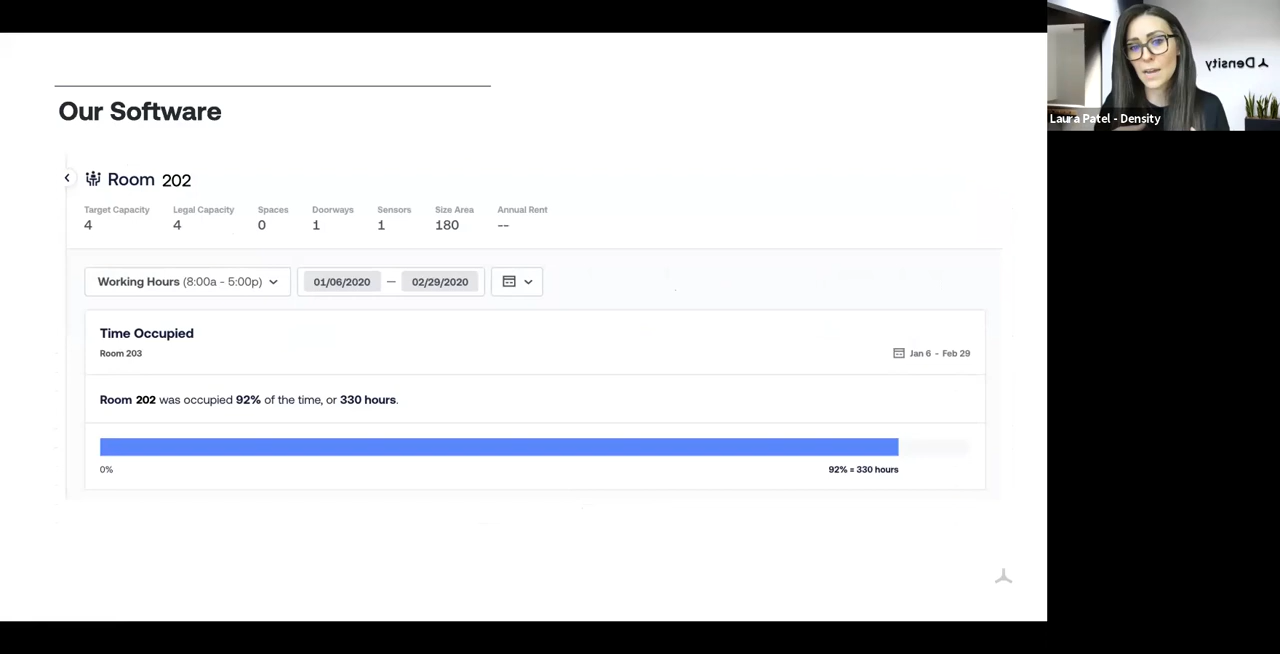 Our Software
Room 202
Target Capacity Legal Capacity Spaces Doorways Sensors Size Area Annual Rent
4 4 0 1 1 180 --
Working Hours (8:00a - 5:00p) 01/06/2020 — 02/29/2020
Time Occupied
Room 203 Jan 6 - Feb 29
Room 202 was occupied 92% of the time, or 330 hours.
0% 92% = 330 hours
Density
Laura Patel - Density